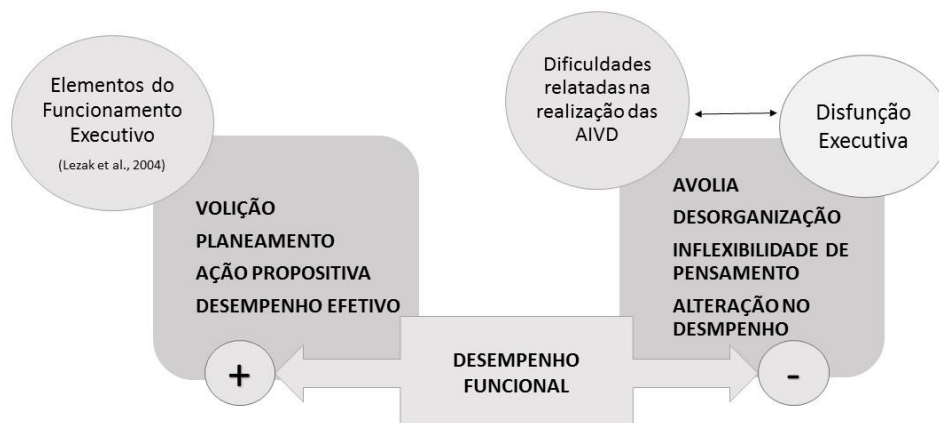 Elementos do
Funcionamento
Executivo
(Lezak et al., 2004)
VOLIÇÃO
PLANEAMENTO
AÇÃO PROPOSITIVA
DESEMPENHO EFETIVO
+
DESEMPENHO
FUNCIONAL
Dificuldades
relatadas na
realização das
AIVD
Disfunção
Executiva
AVOLIA
DESORGANIZAÇÃO
INFLEXIBILIDADE DE
PENSAMENTO
ALTERAÇÃO NO
DESMPENHO
-